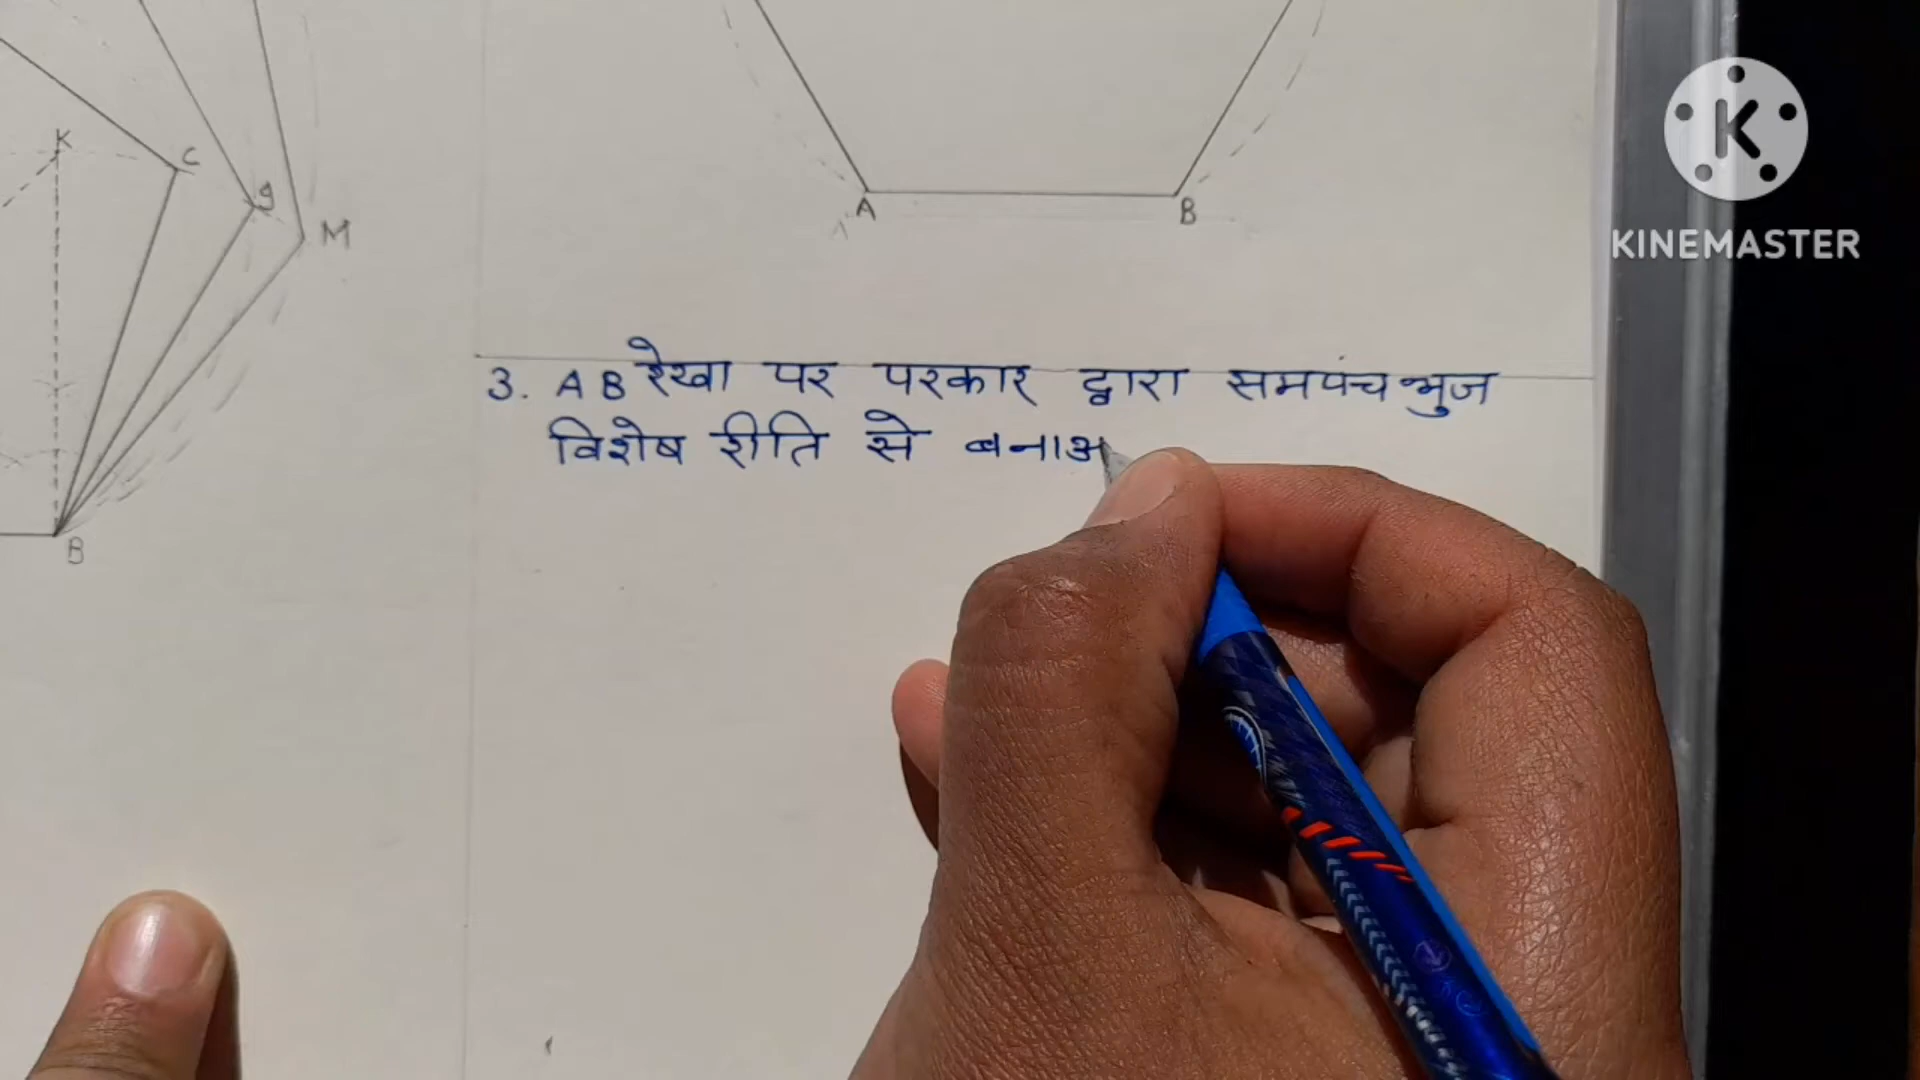 K
C
M
B
A
B
KINEMASTER
3. AB रेखा पर परकार द्वारा समपंचभुज
विशेष रीति से बनाअ